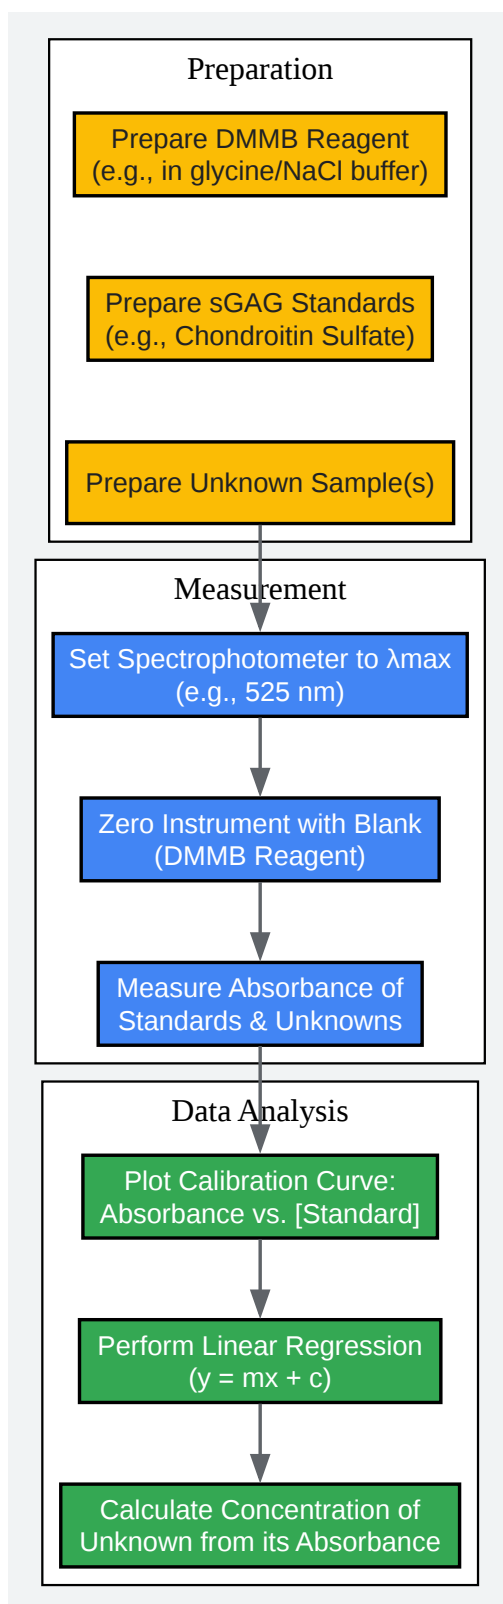 Preparation
Prepare DMMB Reagent
(e.g., in glycine/NaCl buffer)
Prepare sGAG Standards
(e.g., Chondroitin Sulfate)
Prepare Unknown Sample(s)
Measurement
Set Spectrophotometer to λmax
(e.g., 525 nm)
Zero Instrument with Blank
(DMMB Reagent)
Measure Absorbance of
Standards & Unknowns
Data Analysis
Plot Calibration Curve:
Absorbance vs. [Standard]
Perform Linear Regression
(y = mx + c)
Calculate Concentration of
Unknown from its Absorbance